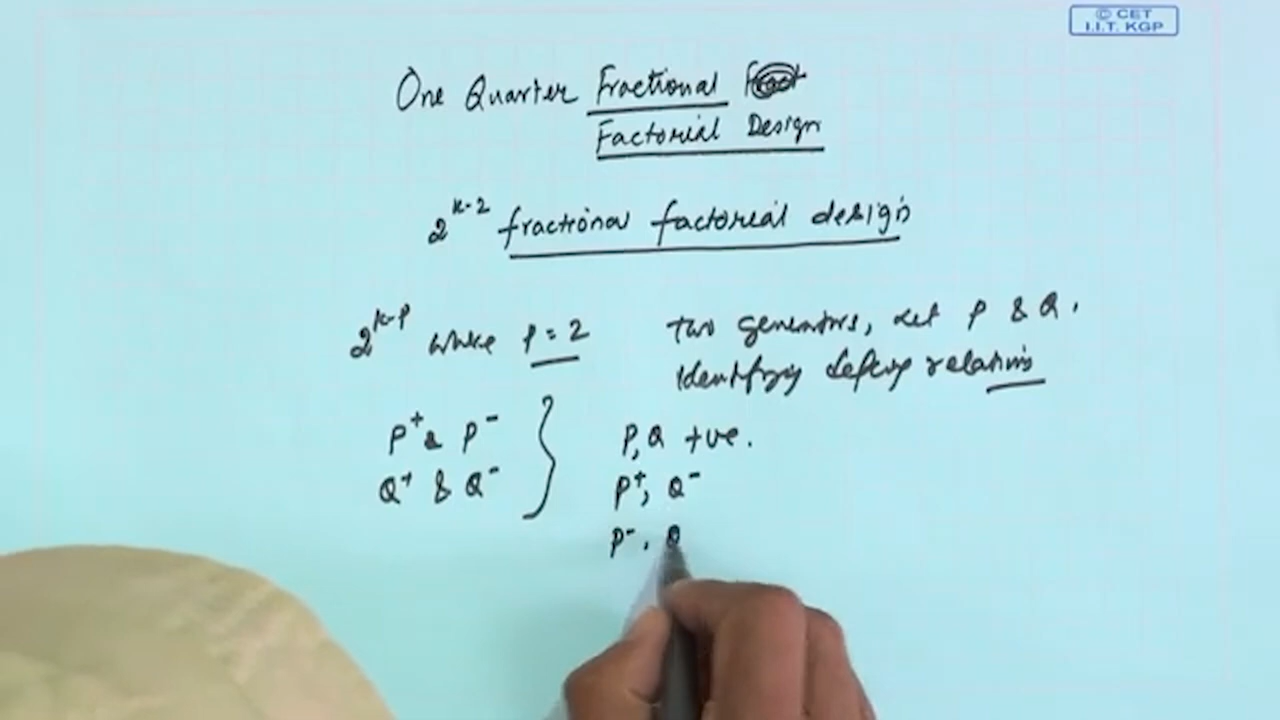 © CET
I.I.T. KGP
One Quarter Fractional
Factorial Design
2^{k-2} fractional factorial design
2^{k-p} where p = 2
two generators, let P & Q,
Identifying defining relations
P⁺ & P⁻
Q⁺ & Q⁻
P, Q +ve.
P⁺, Q⁻
P⁻, Q